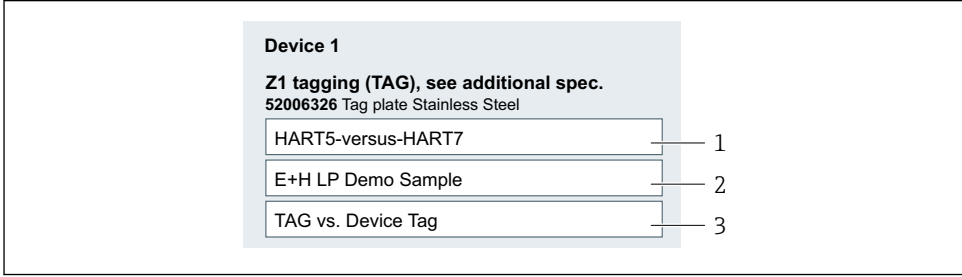 Device 1
Z1 tagging (TAG), see additional spec.
52006326 Tag plate Stainless Steel
HART5-versus-HART7
1
E+H LP Demo Sample
2
TAG vs. Device Tag
3